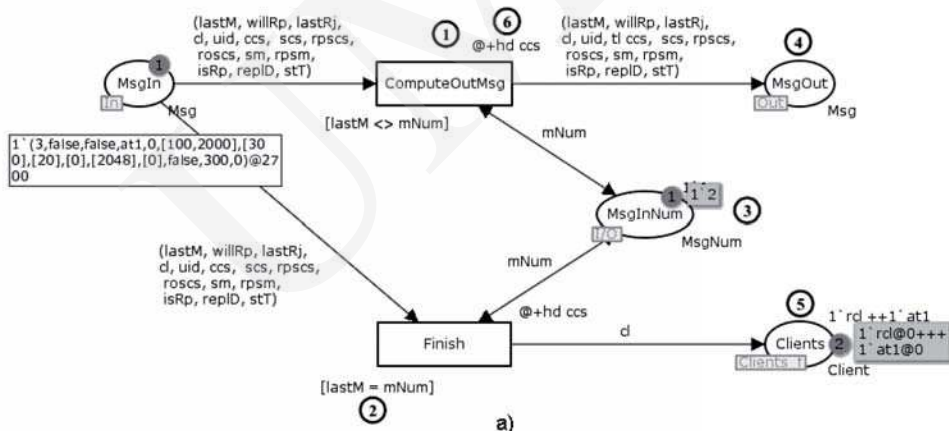 (lastM, willRp, lastRj,
cl, uid, ccs, scs, rpscs,
roscs, sm, rpsm,
isRp, replD, stT)
1
6
@+hd ccs
(lastM, willRp, lastRj,
cl, uid, tl ccs, scs, rpscs,
roscs, sm, rpsm,
isRp, replD, stT)
4
MsgIn
1
In
Msg
ComputeOutMsg
[lastM <> mNum]
MsgOut
Out
Msg
1`(3,false,false,at1,0,[100,2000],[30
0],[20],[0],[2048],[0],false,300,0)@27
00
mNum
MsgInNum
1
1`2
I/O
MsgNum
3
(lastM, willRp, lastRj,
cl, uid, ccs, scs, rpscs,
roscs, sm, rpsm,
isRp, replD, stT)
mNum
@+hd ccs
Finish
[lastM = mNum]
2
cl
5
1`rcl ++1`at1
Clients
2
1`rcl@0+++
1`at1@0
Client
a)